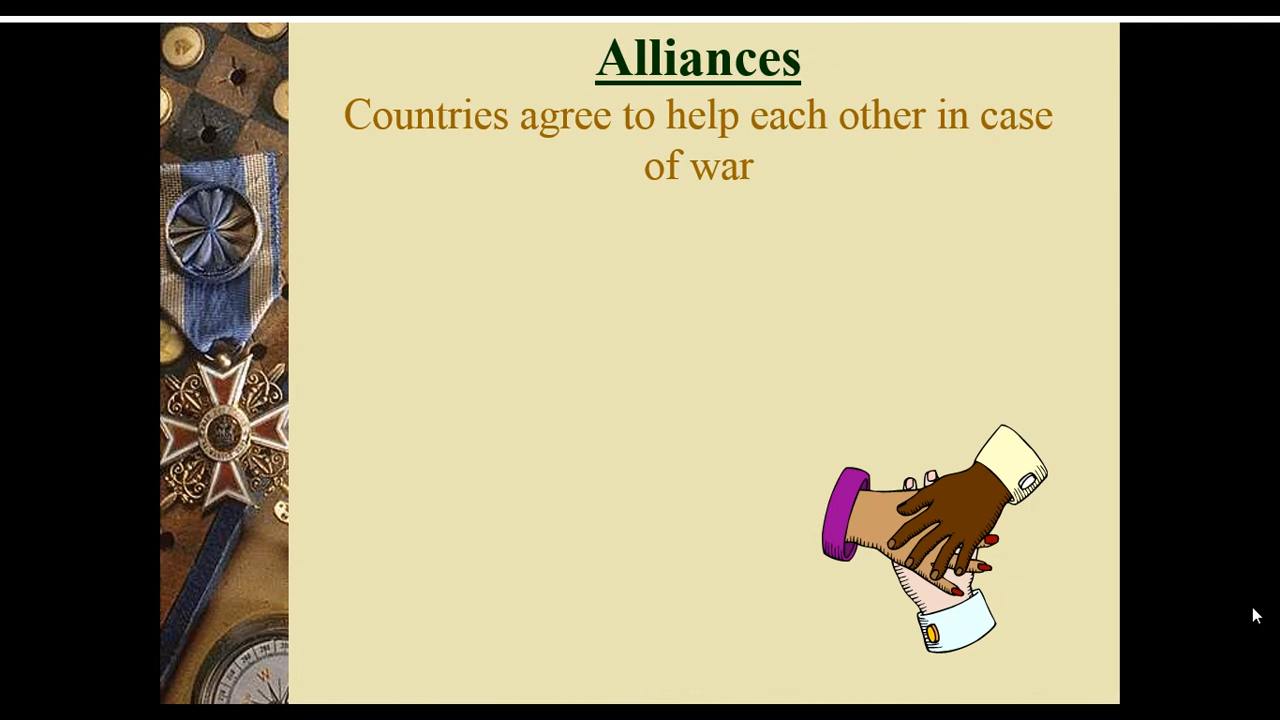 Alliances
Countries agree to help each other in case
of war